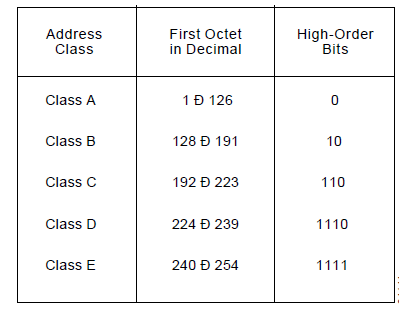 Address Class
First Octet in Decimal
High-Order Bits
Class A 1 Ð 126 0
Class B 128 Ð 191 10
Class C 192 Ð 223 110
Class D 224 Ð 239 1110
Class E 240 Ð 254 1111